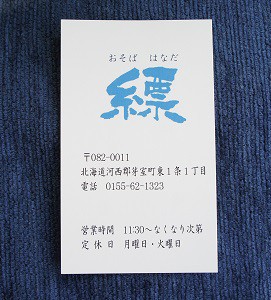 おそば　はなだ
縹
〒082-0011
北海道河西郡芽室町東１条１丁目
電話　0155-62-1323
営業時間　11:30～なくなり次第
定休日　月曜日・火曜日